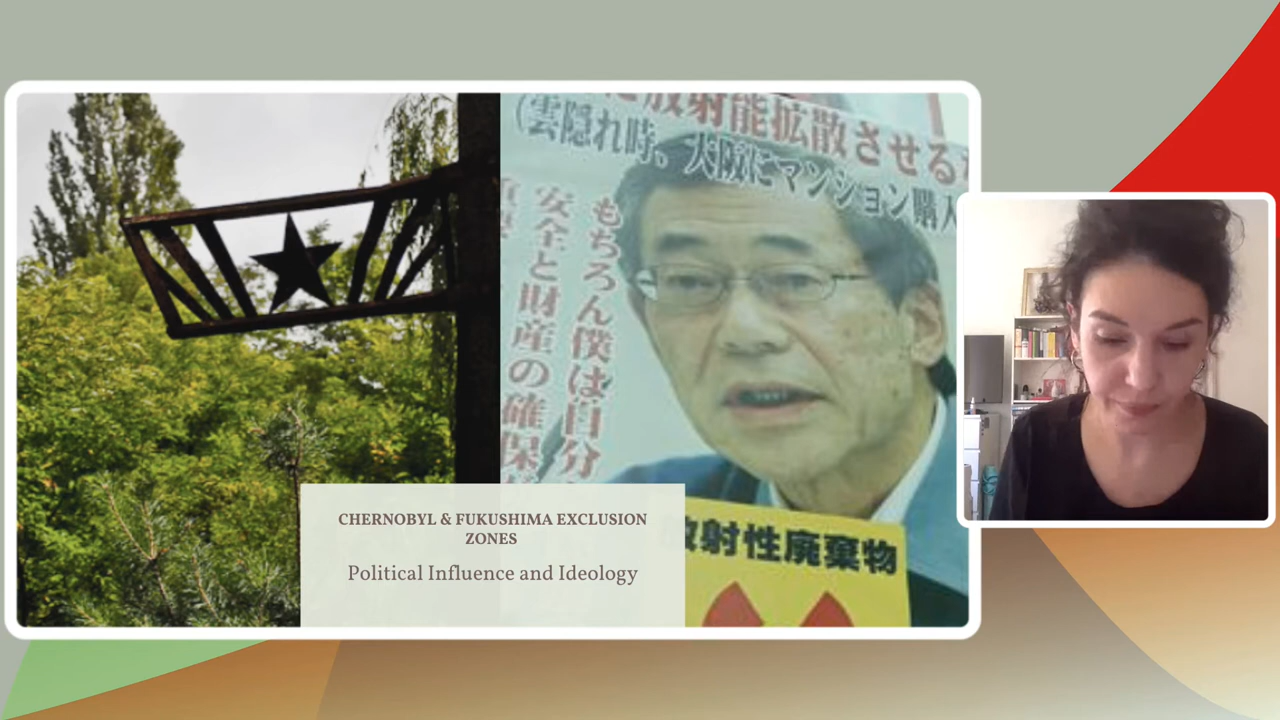 放射能拡散させるな
(雲隠れ時、大阪にマンション購入
もちろん僕は自分
安全と財産の確保
放射性廃棄物
CHERNOBYL & FUKUSHIMA EXCLUSION
ZONES
Political Influence and Ideology